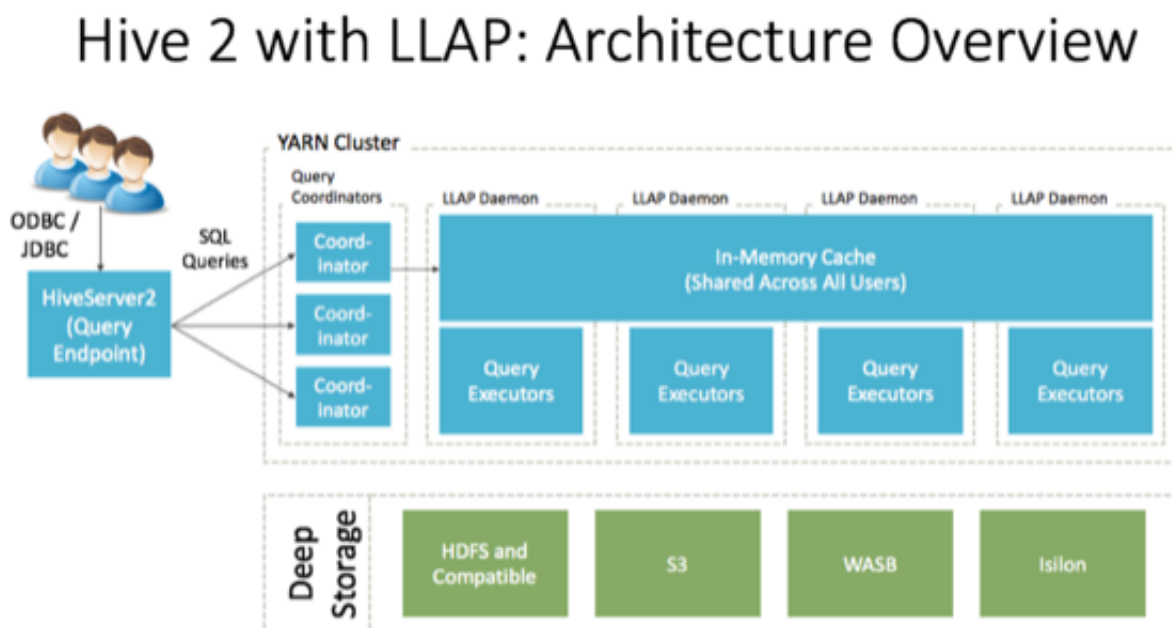 Hive 2 with LLAP: Architecture Overview
YARN Cluster
ODBC /
JDBC
HiveServer2
(Query
Endpoint)
SQL
Queries
Query
Coordinators
Coord-
inator
Coord-
inator
Coord-
inator
LLAP Daemon
LLAP Daemon
LLAP Daemon
LLAP Daemon
In-Memory Cache
(Shared Across All Users)
Query
Executors
Query
Executors
Query
Executors
Query
Executors
Deep
Storage
HDFS and
Compatible
S3
WASB
Isilon